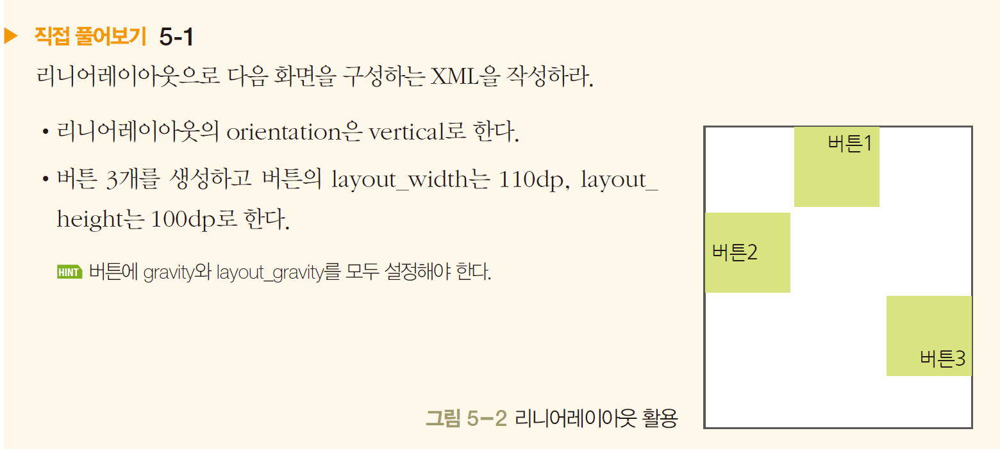 ▶ 직접 풀어보기 5-1
리니어레이아웃으로 다음 화면을 구성하는 XML을 작성하라.
• 리니어레이아웃의 orientation은 vertical로 한다.
• 버튼 3개를 생성하고 버튼의 layout_width는 110dp, layout_
height는 100dp로 한다.
HINT 버튼에 gravity와 layout_gravity를 모두 설정해야 한다.
버튼1
버튼2
버튼3
그림 5-2 리니어레이아웃 활용